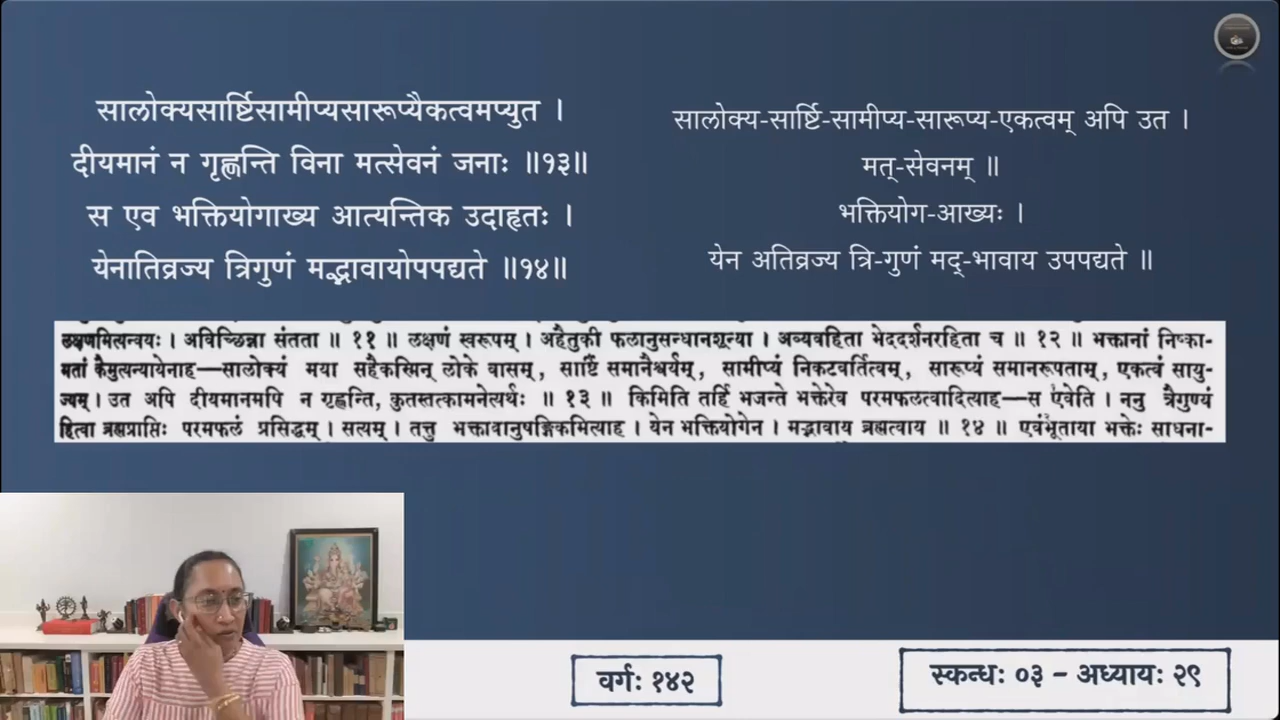 सालोक्यसार्ष्टिसामीप्यसारूप्यैकत्वमप्युत ।
दीयमानं न गृह्णन्ति विना मत्सेवनं जनाः ॥१३॥
स एव भक्तियोगाख्य आत्यन्तिक उदाहृतः ।
येनातिव्रज्य त्रिगुणं मद्भावायोपपद्यते ॥१४॥
सालोक्य-सार्ष्टि-सामीप्य-सारूप्य-एकत्वम् अपि उत ।
मत्-सेवनम् ॥
भक्तियोग-आख्यः ।
येन अतिव्रज्य त्रि-गुणं मद्-भावाय उपपद्यते ॥
लक्षणमित्यन्वयः । अविच्छिन्ना संतता ॥ ११ ॥ लक्षणं स्वरूपम् । अहैतुकी फलानुसन्धानशून्या । अव्यवहिता भेददर्शनरहिता च ॥ १२ ॥ भक्तानां निष्का-
मतां कैमुत्यन्यायेनाह—सालोक्यं मया सहैकस्मिन् लोके वासम्, सार्ष्टिं समानैश्वर्यम्, सामीप्यं निकटवर्तित्वम्, सारूप्यं समानरूपताम्, एकत्वं सायु-
ज्यम् । उत अपि दीयमानमपि न गृह्णन्ति, कुतस्तत्कामनेत्यर्थः ॥ १३ ॥ किमिति तर्हि भजन्ते भक्तेरेव परमफलत्वादित्याह—स एवेति । ननु त्रैगुण्यं
हित्वा ब्रह्मप्राप्तिः परमफलं प्रसिद्धम् । सत्यम् । तत्तु भक्तावानुषङ्गिकमित्याह । येन भक्तियोगेन । मद्भावाय ब्रह्मत्वाय ॥ १४ ॥ एवंभूताया भक्तेः साधना-
वर्गः १४२
स्कन्धः ०३ – अध्यायः २९